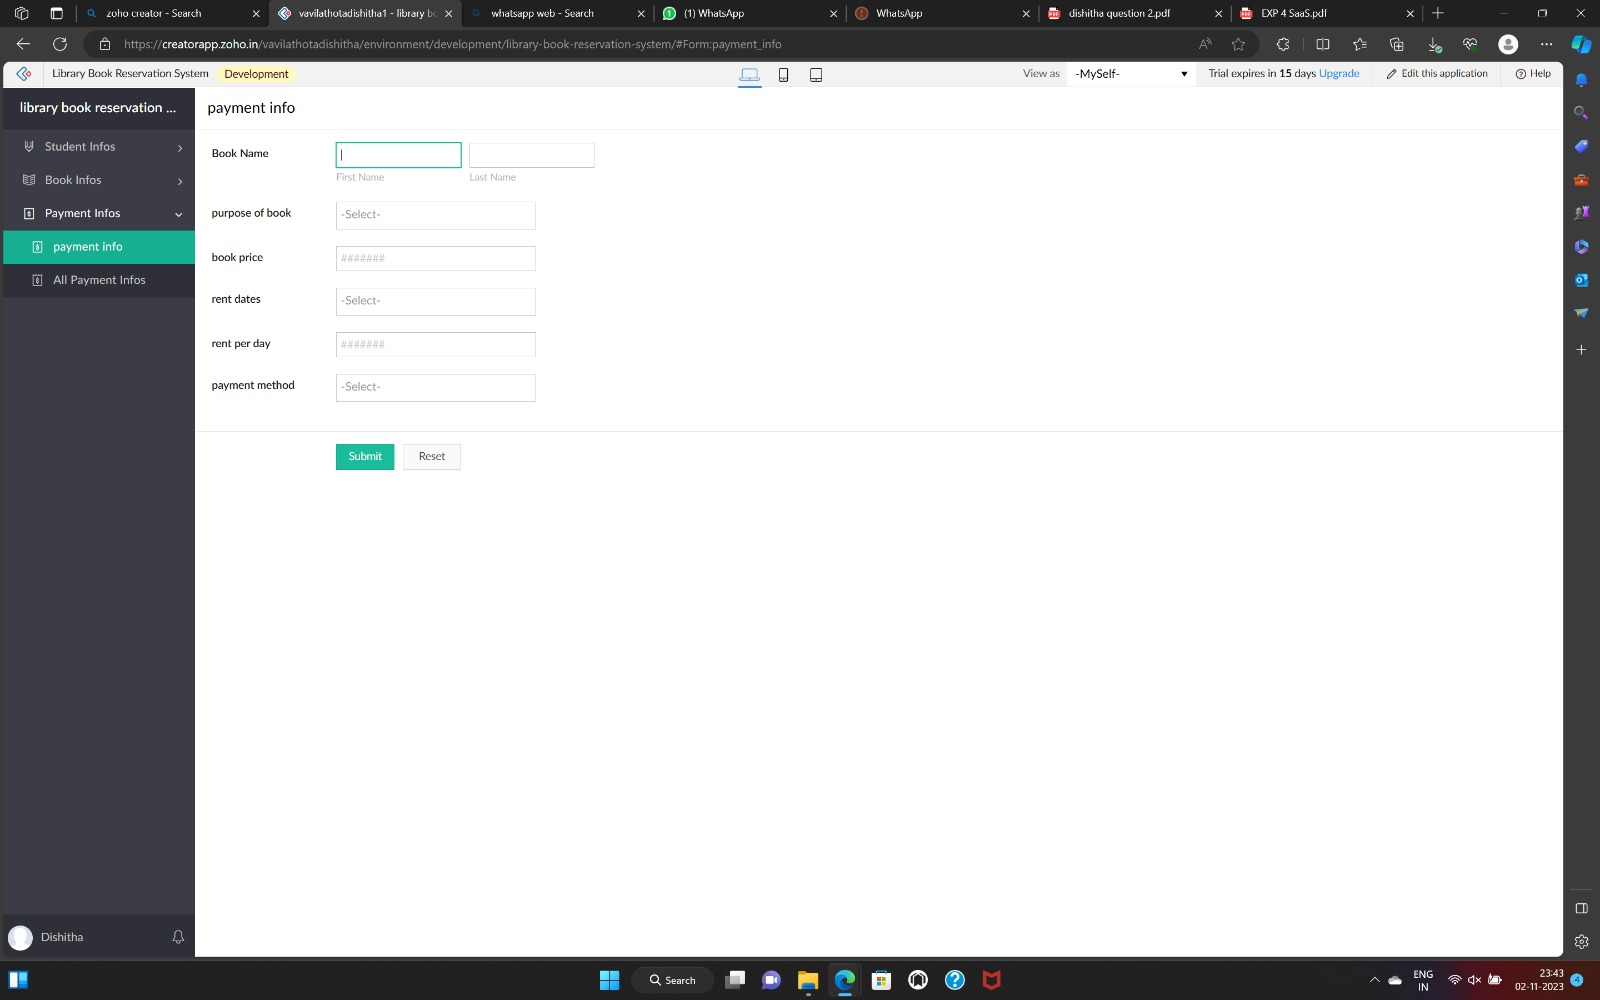 zoho creator - Search
vavilathotadishitha1 - library bo
whatsapp web - Search
(1) WhatsApp
WhatsApp
dishitha question 2.pdf
EXP 4 SaaS.pdf
https://creatorapp.zoho.in/vavilathotadishitha/environment/development/library-book-reservation-system/#Form:payment_info
Library Book Reservation System
Development
View as
-MySelf-
Trial expires in 15 days Upgrade
Edit this application
Help
library book reservation ...
payment info
Student Infos
Book Infos
Payment Infos
payment info
All Payment Infos
Book Name
First Name
Last Name
purpose of book
-Select-
book price
#######
rent dates
-Select-
rent per day
#######
payment method
-Select-
Submit
Reset
Dishitha
Search
ENG
IN
23:43
02-11-2023
4